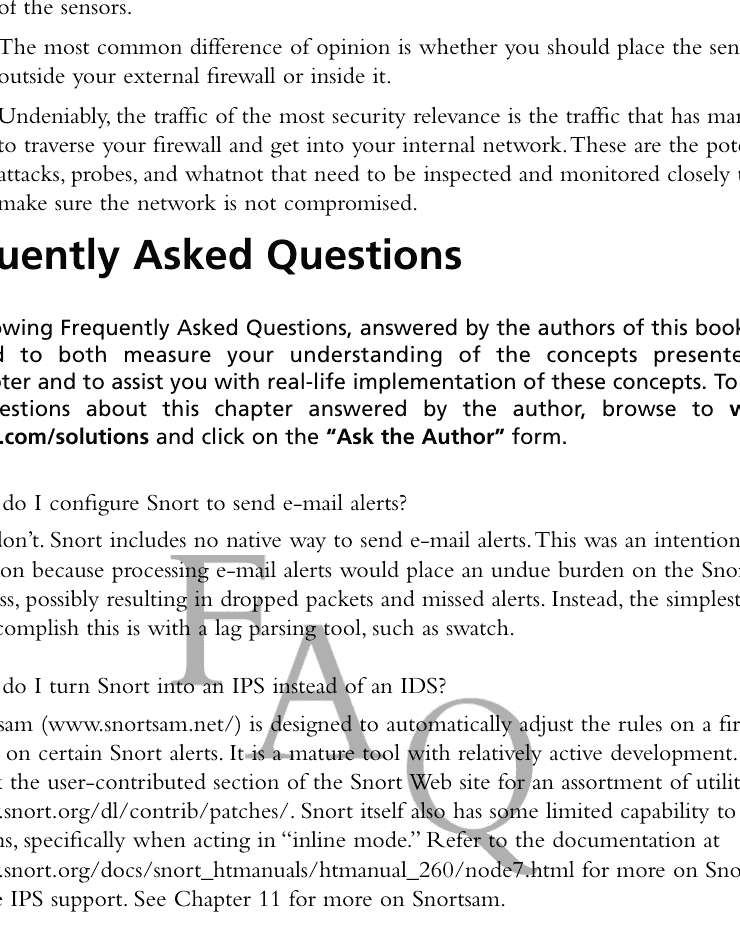 of the sensors.
The most common difference of opinion is whether you should place the sen
outside your external firewall or inside it.
Undeniably, the traffic of the most security relevance is the traffic that has mar
to traverse your firewall and get into your internal network. These are the pote
attacks, probes, and whatnot that need to be inspected and monitored closely t
make sure the network is not compromised.
uently Asked Questions
owing Frequently Asked Questions, answered by the authors of this book
d to both measure your understanding of the concepts presente
pter and to assist you with real-life implementation of these concepts. To
estions about this chapter answered by the author, browse to w
.com/solutions and click on the “Ask the Author” form.
do I configure Snort to send e-mail alerts?
don’t. Snort includes no native way to send e-mail alerts. This was an intention
on because processing e-mail alerts would place an undue burden on the Sno
ss, possibly resulting in dropped packets and missed alerts. Instead, the simplest
complish this is with a lag parsing tool, such as swatch.
do I turn Snort into an IPS instead of an IDS?
sam (www.snortsam.net/) is designed to automatically adjust the rules on a fir
on certain Snort alerts. It is a mature tool with relatively active development.
k the user-contributed section of the Snort Web site for an assortment of utilit
.snort.org/dl/contrib/patches/. Snort itself also has some limited capability to
ns, specifically when acting in “inline mode.” Refer to the documentation at
.snort.org/docs/snort_htmanuals/htmanual_260/node7.html for more on Sno
e IPS support. See Chapter 11 for more on Snortsam.
FAQ